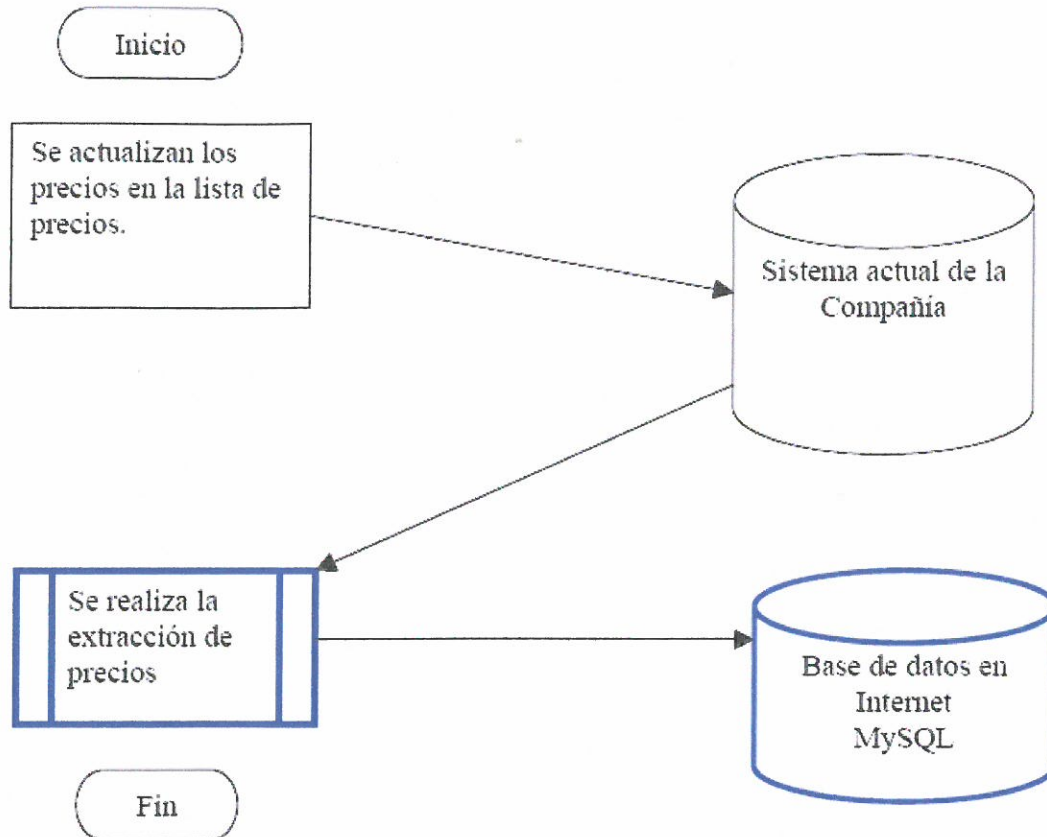 Inicio
Se actualizan los
precios en la lista de
precios.
Sistema actual de la
Compañía
Se realiza la
extracción de
precios
Base de datos en
Internet
MySQL
Fin